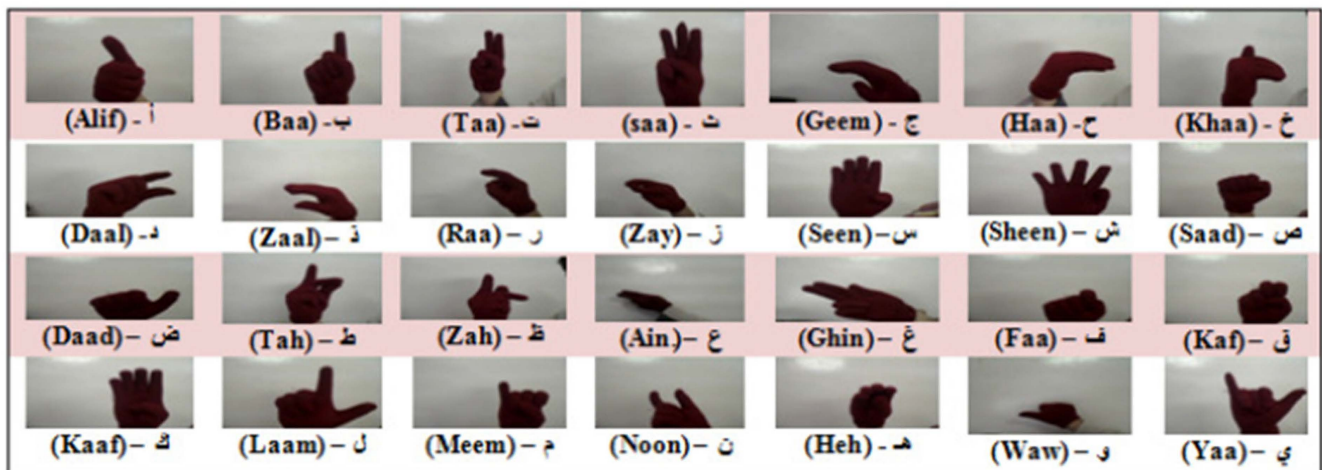 (Alif) - أ (Baa) - ب (Taa) - ت (saa) - ث (Geem) - ج (Haa) - ح (Khaa) - خ
(Daal) - د (Zaal) – ذ (Raa) – ر (Zay) – ز (Seen) – س (Sheen) – ش (Saad) – ص
(Daad) – ض (Tah) – ط (Zah) – ظ (Ain) – ع (Ghin) – غ (Faa) – ف (Kaf) – ق
(Kaaf) – ك (Laam) – ل (Meem) – م (Noon) – ن (Heh) – هـ (Waw) – و (Yaa) – ي